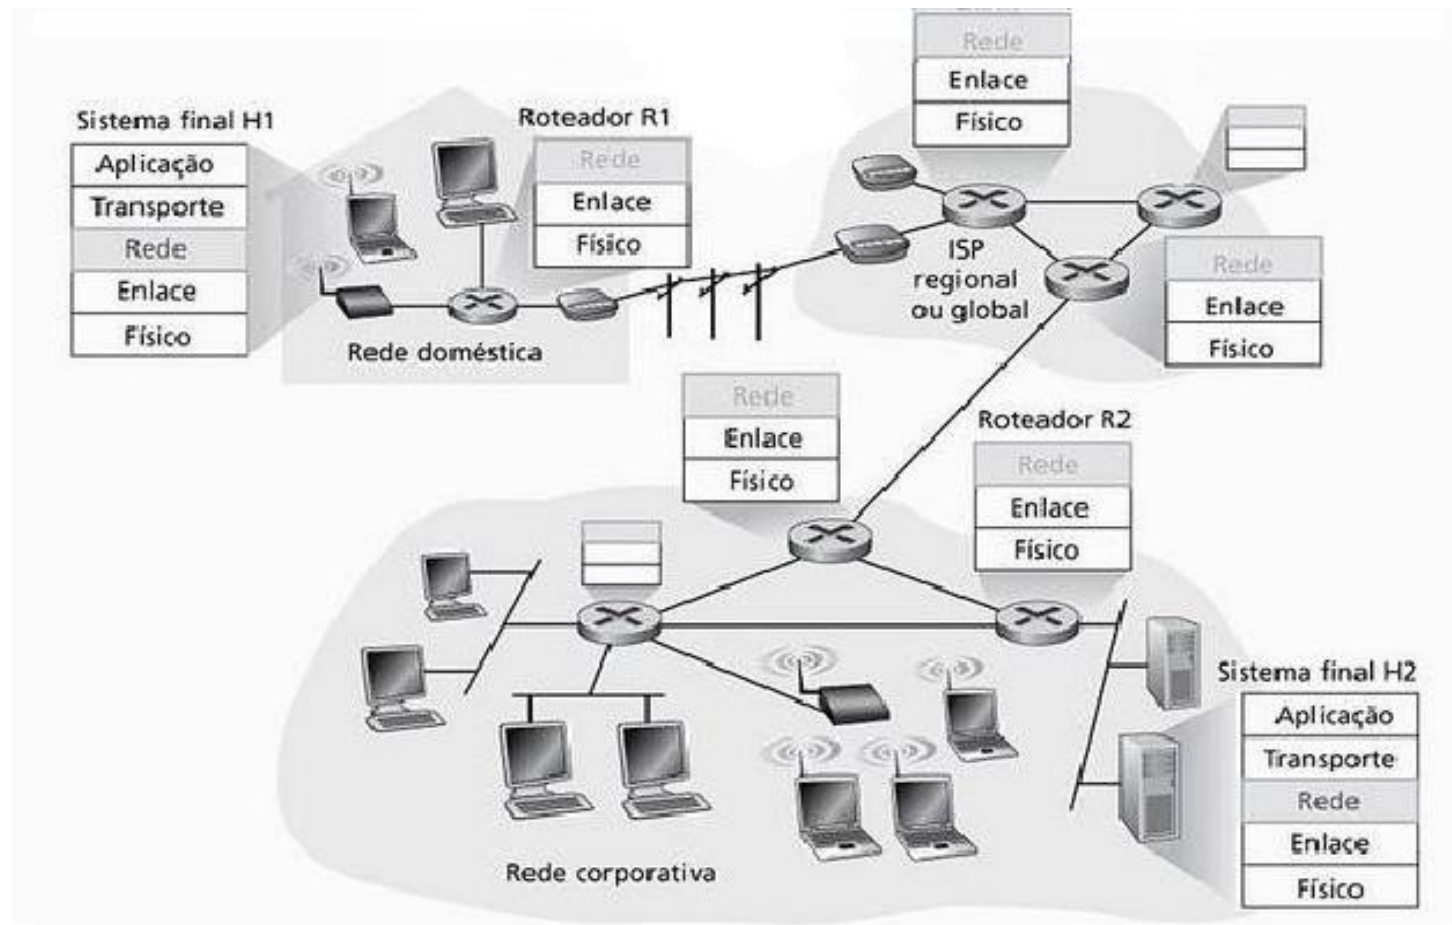 Rede
Enlace
Físico
Sistema final H1
Aplicação
Transporte
Rede
Enlace
Físico
Roteador R1
Rede
Enlace
Físico
Rede doméstica
ISP
regional
ou global
Rede
Enlace
Físico
Rede
Enlace
Físico
Roteador R2
Rede
Enlace
Físico
Sistema final H2
Aplicação
Transporte
Rede
Enlace
Físico
Rede corporativa